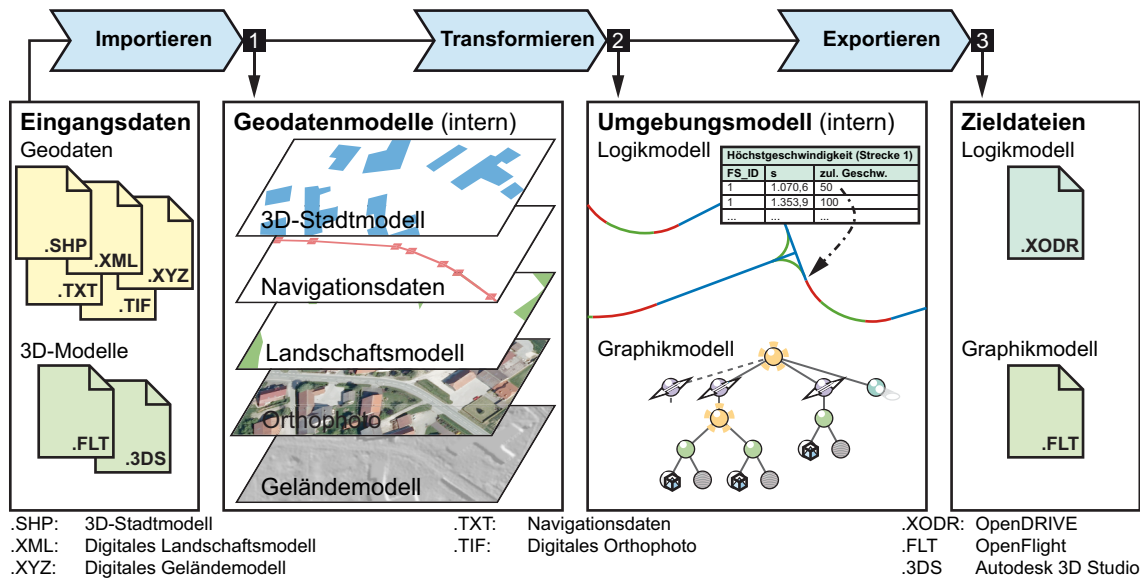 Importieren 1 Transformieren 2 Exportieren 3
Eingangsdaten
Geodaten
.SHP
.XML
.XYZ
.TXT
.TIF
3D-Modelle
.FLT
.3DS
Geodatenmodelle (intern)
3D-Stadtmodell
Navigationsdaten
Landschaftsmodell
Orthophoto
Geländemodell
Umgebungsmodell (intern)
Logikmodell
Höchstgeschwindigkeit (Strecke 1)
FS_ID s zul. Geschw.
1 1.070,6 50
1 1.353,9 100
... ... ...
Graphikmodell
Zieldateien
Logikmodell
.XODR
Graphikmodell
.FLT
.SHP: 3D-Stadtmodell
.XML: Digitales Landschaftsmodell
.XYZ: Digitales Geländemodell
.TXT: Navigationsdaten
.TIF: Digitales Orthophoto
.XODR: OpenDRIVE
.FLT OpenFlight
.3DS Autodesk 3D Studio